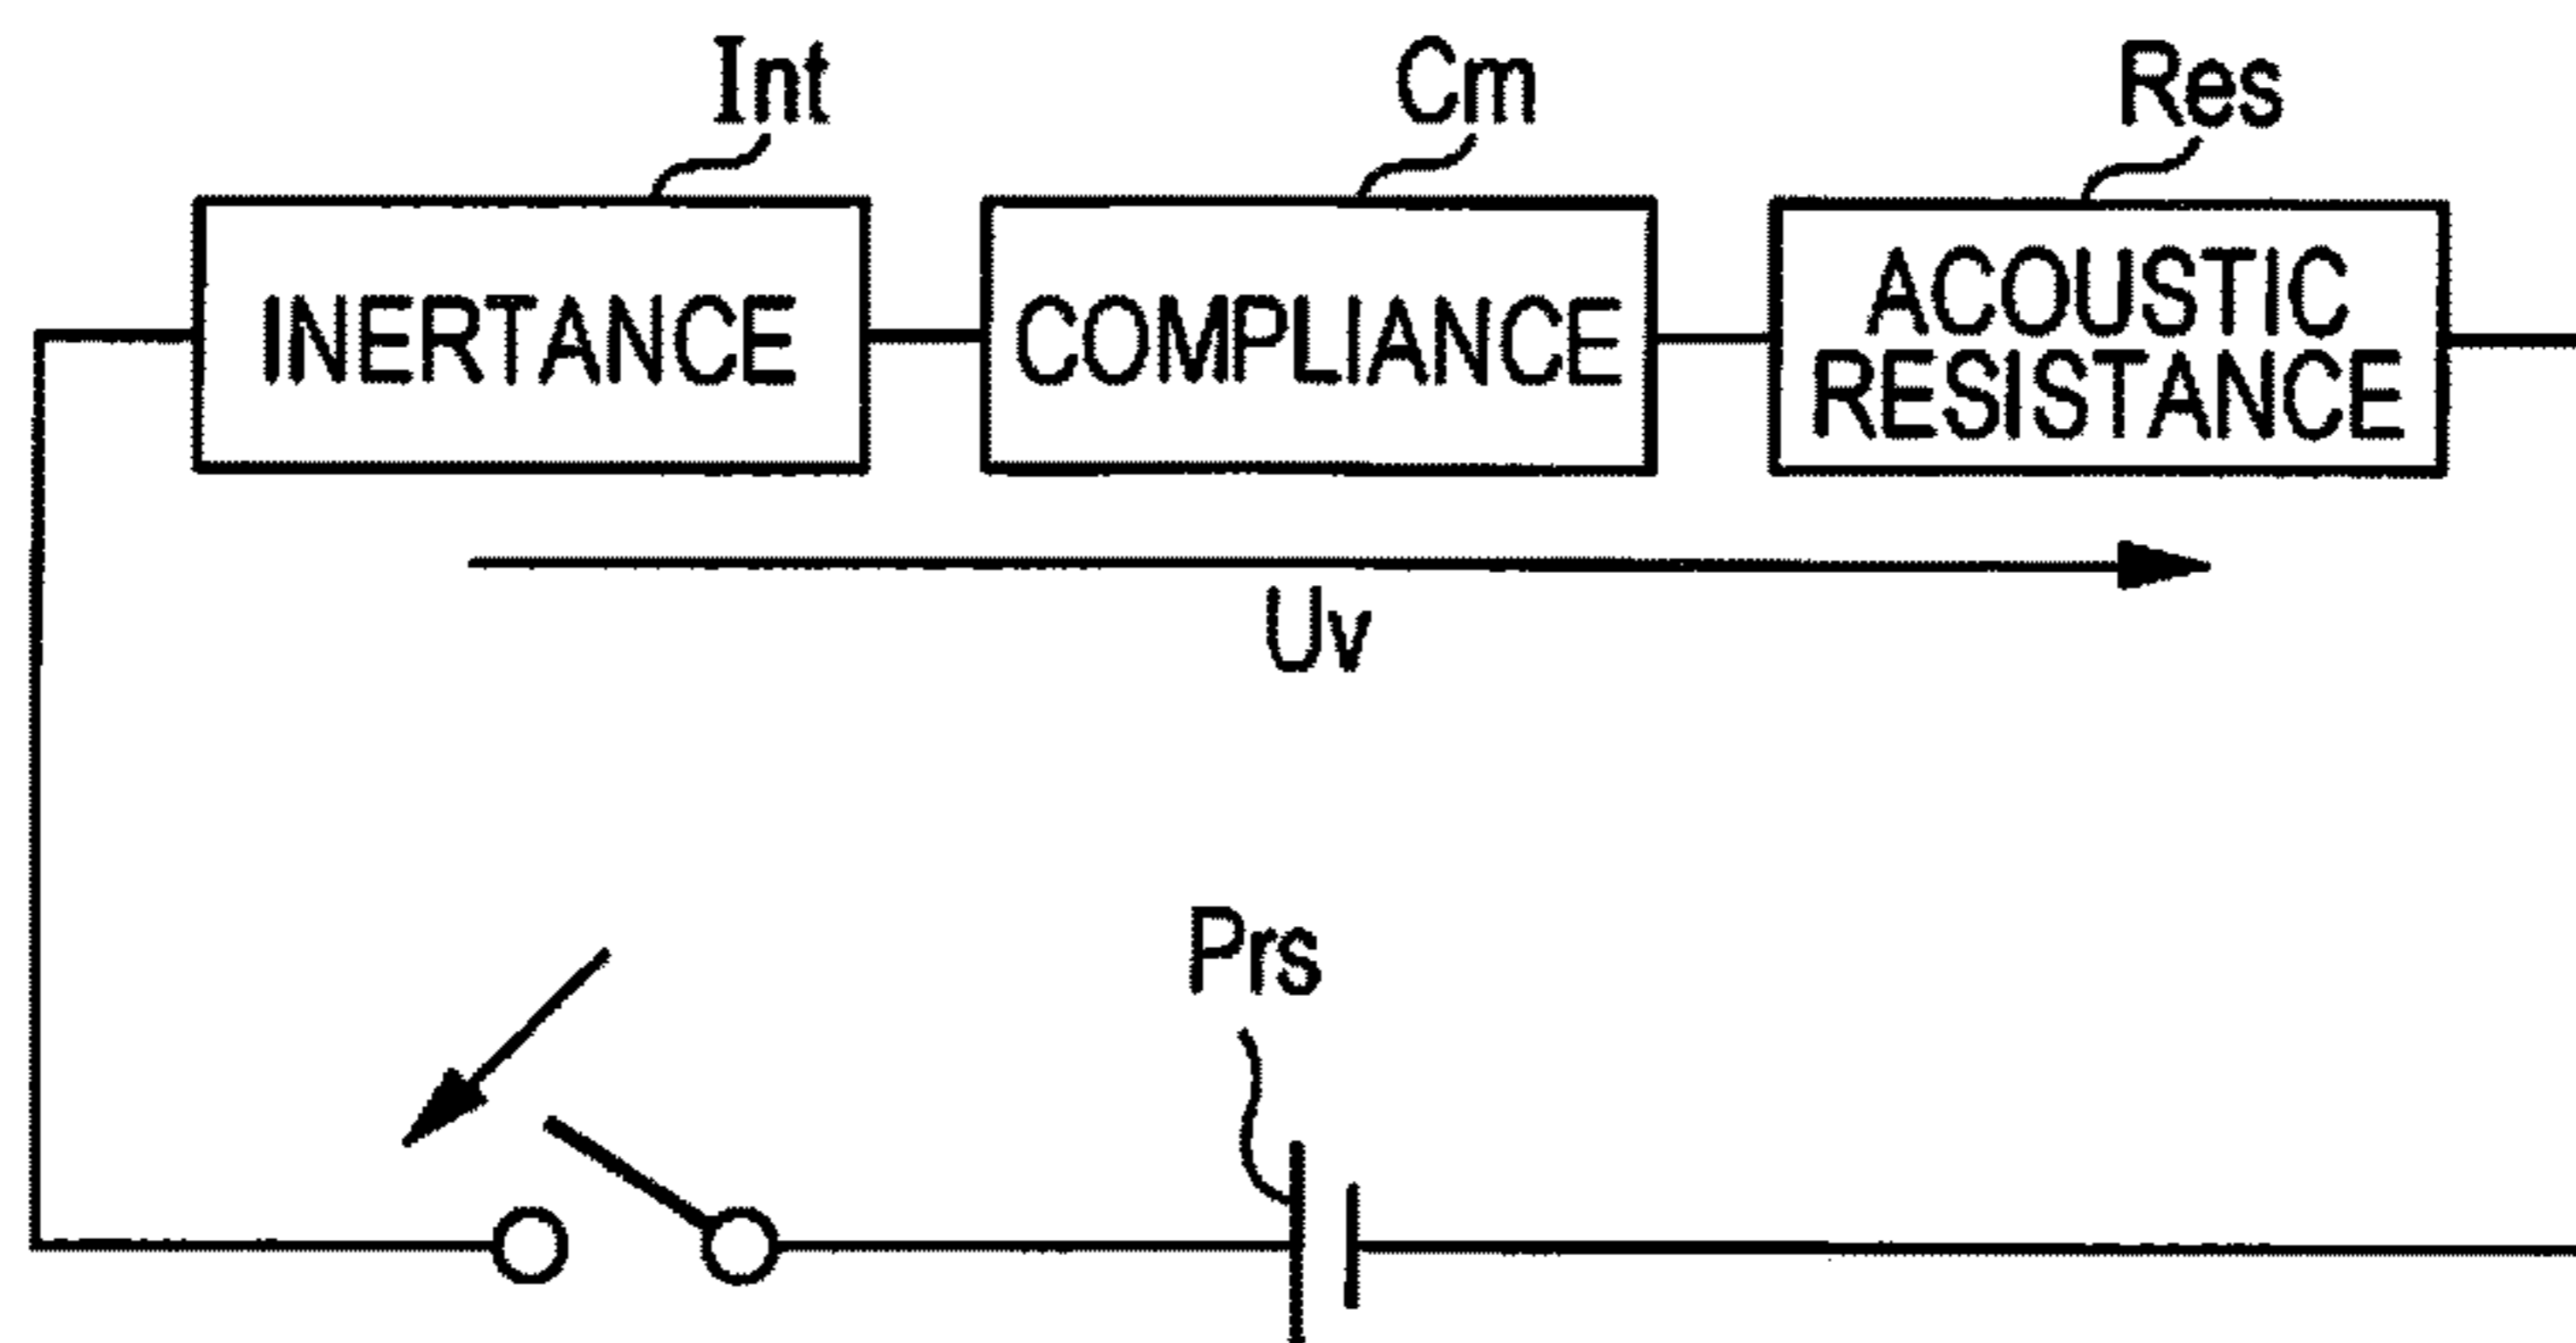 Int
Cm
Res
INERTANCE
COMPLIANCE
ACOUSTIC
RESISTANCE
Uv
Prs